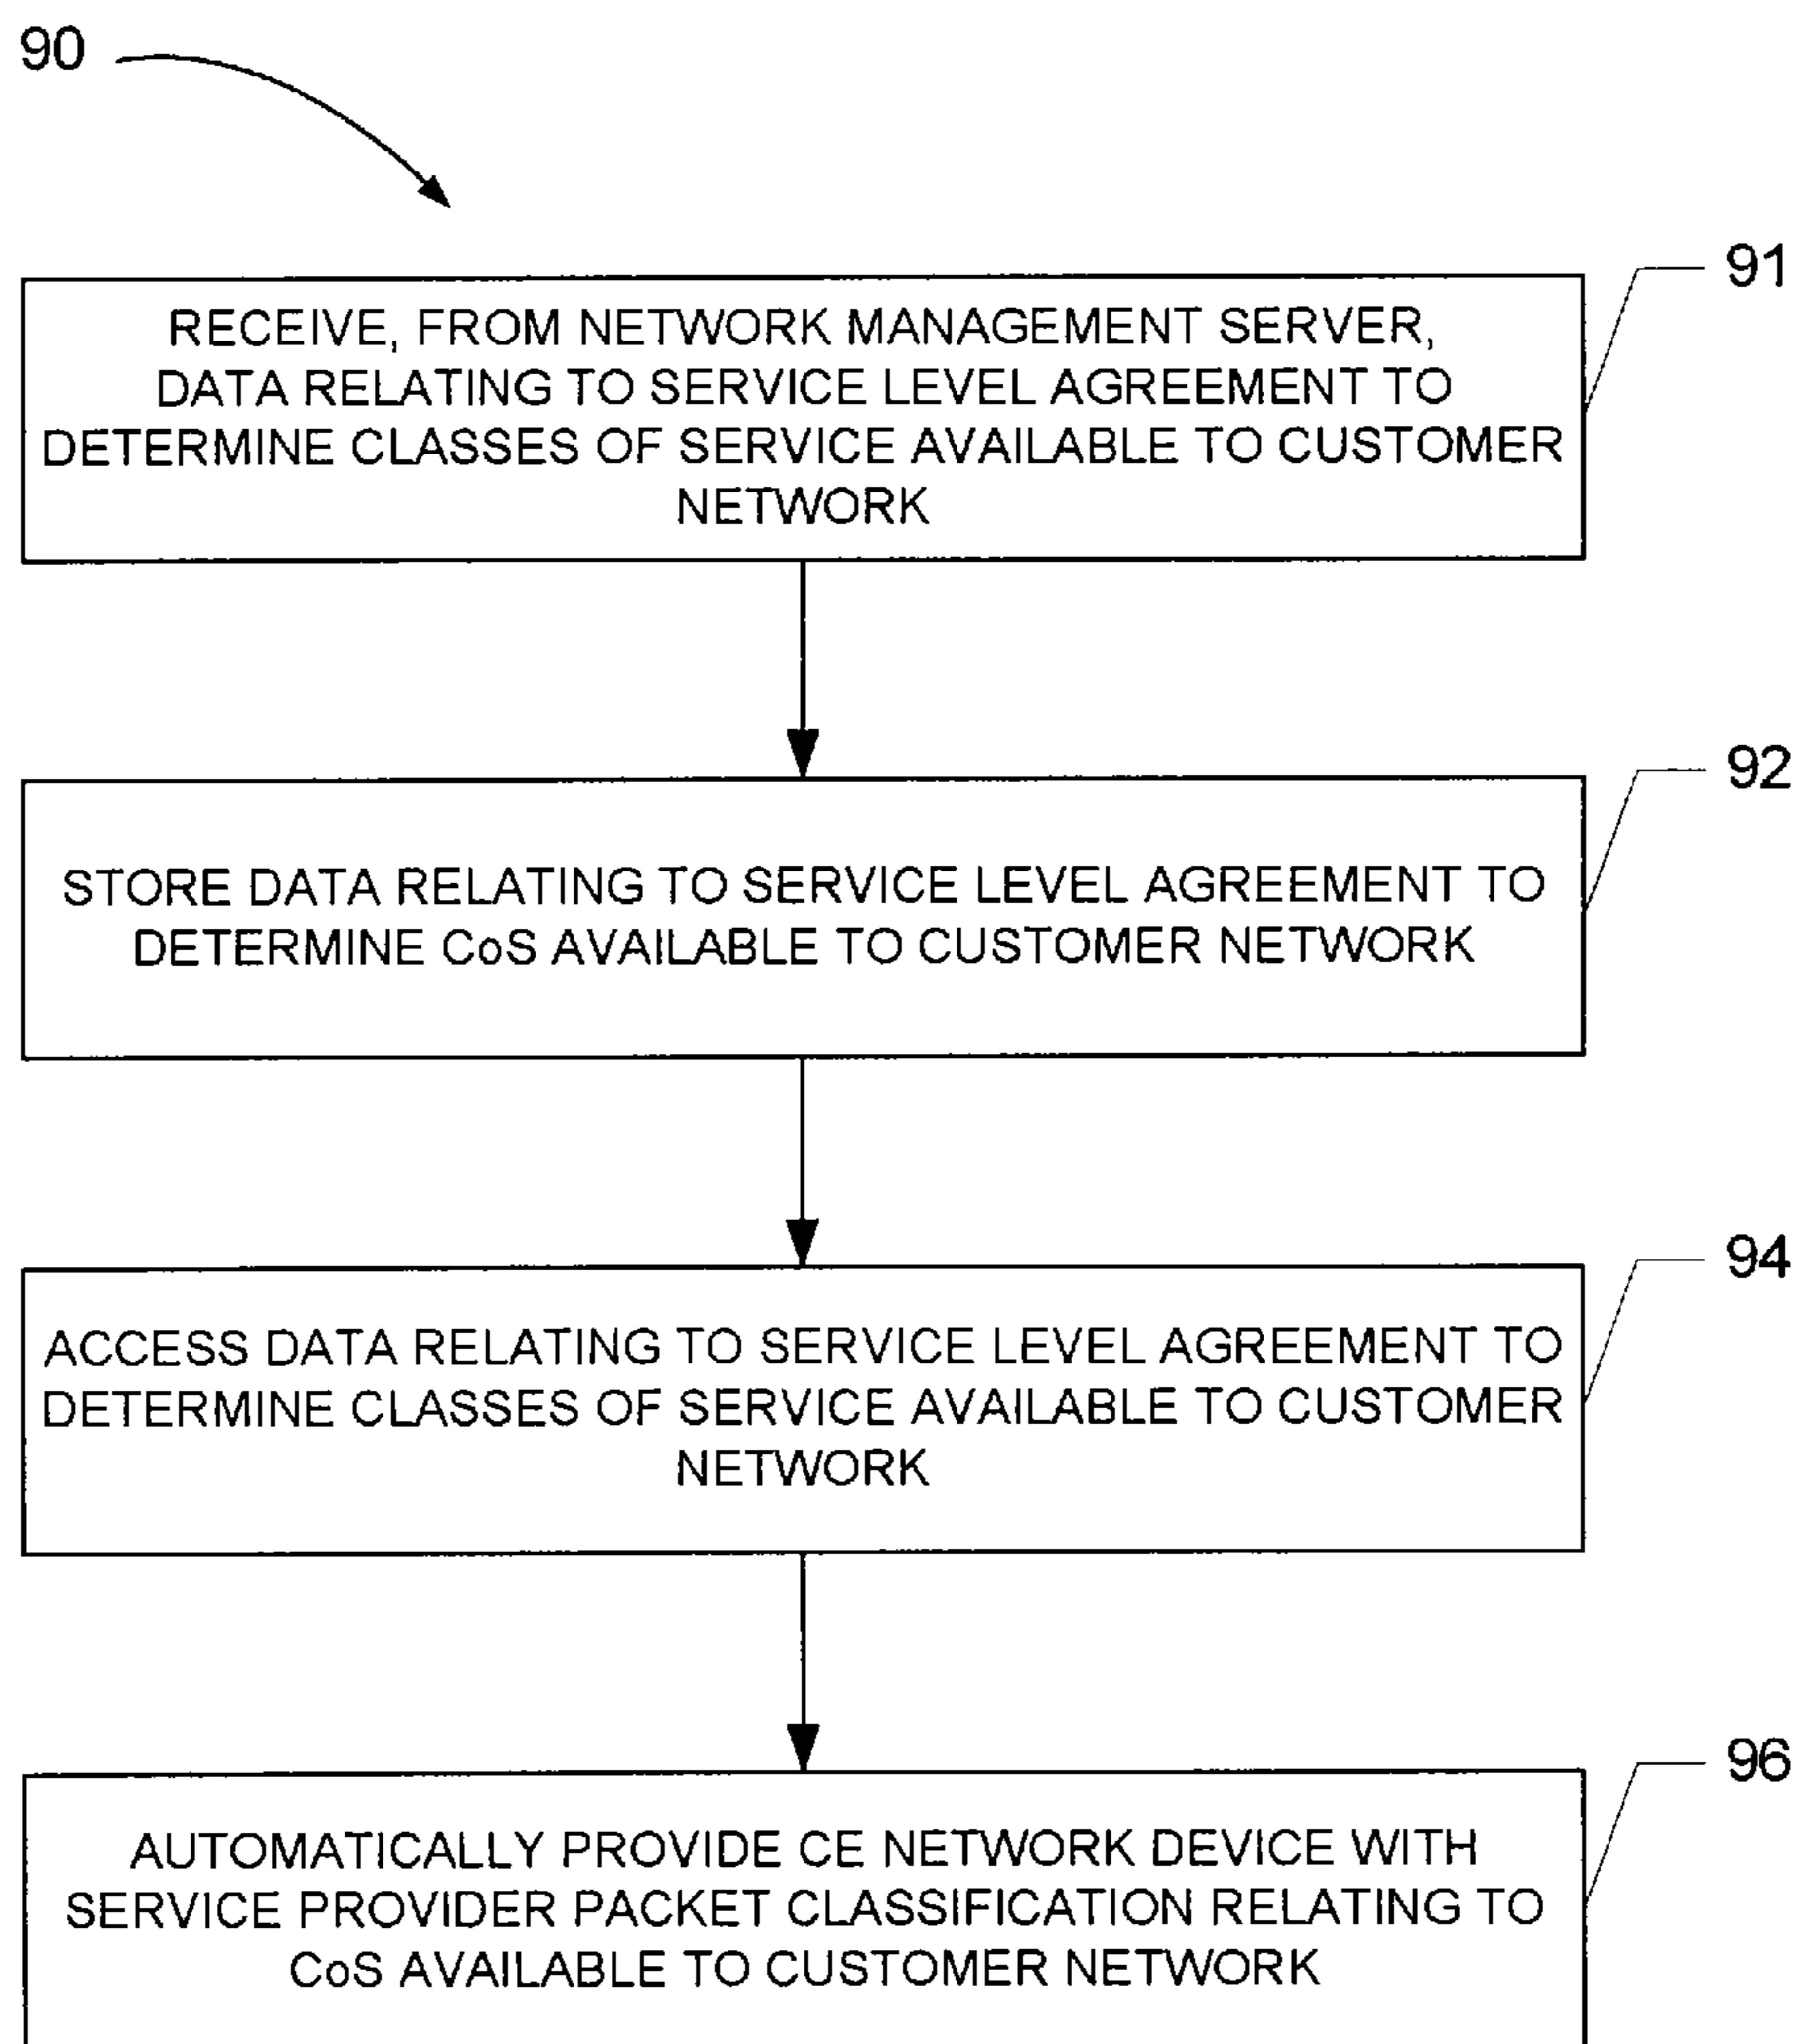 90
91
RECEIVE, FROM NETWORK MANAGEMENT SERVER,
DATA RELATING TO SERVICE LEVEL AGREEMENT TO
DETERMINE CLASSES OF SERVICE AVAILABLE TO CUSTOMER
NETWORK
92
STORE DATA RELATING TO SERVICE LEVEL AGREEMENT TO
DETERMINE CoS AVAILABLE TO CUSTOMER NETWORK
94
ACCESS DATA RELATING TO SERVICE LEVEL AGREEMENT TO
DETERMINE CLASSES OF SERVICE AVAILABLE TO CUSTOMER
NETWORK
96
AUTOMATICALLY PROVIDE CE NETWORK DEVICE WITH
SERVICE PROVIDER PACKET CLASSIFICATION RELATING TO
CoS AVAILABLE TO CUSTOMER NETWORK